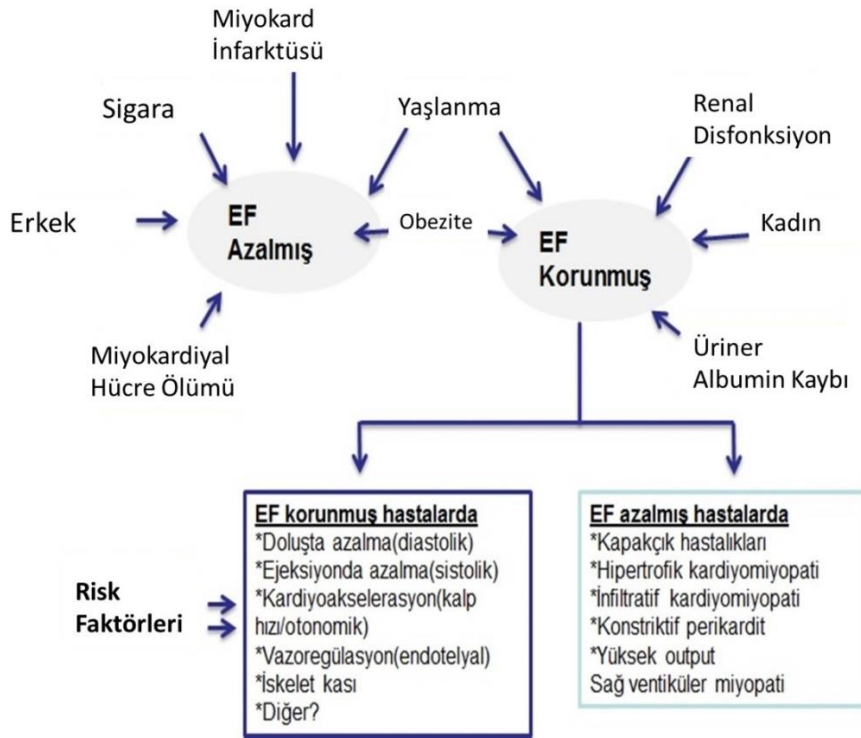 Miyokard
İnfarktüsü
Sigara
Yaşlanma
Renal
Disfonksiyon
Erkek
EF
Azalmış
Obezite
EF
Korunmuş
Kadın
Miyokardiyal
Hücre Ölümü
Üriner
Albumin Kaybı
Risk
Faktörleri
EF korunmuş hastalarda
*Doluşta azalma(diastolik)
*Ejeksiyonda azalma(sistolik)
*Kardiyoakselerasyon(kalp
hızı/otonomik)
*Vazoregülasyon(endotelyal)
*İskelet kası
*Diğer?
EF azalmış hastalarda
*Kapakçık hastalıkları
*Hipertrofik kardiyomiyopati
*İnfiltratif kardiyomiyopati
*Konstriktif perikardit
*Yüksek output
Sağ ventiküler miyopati